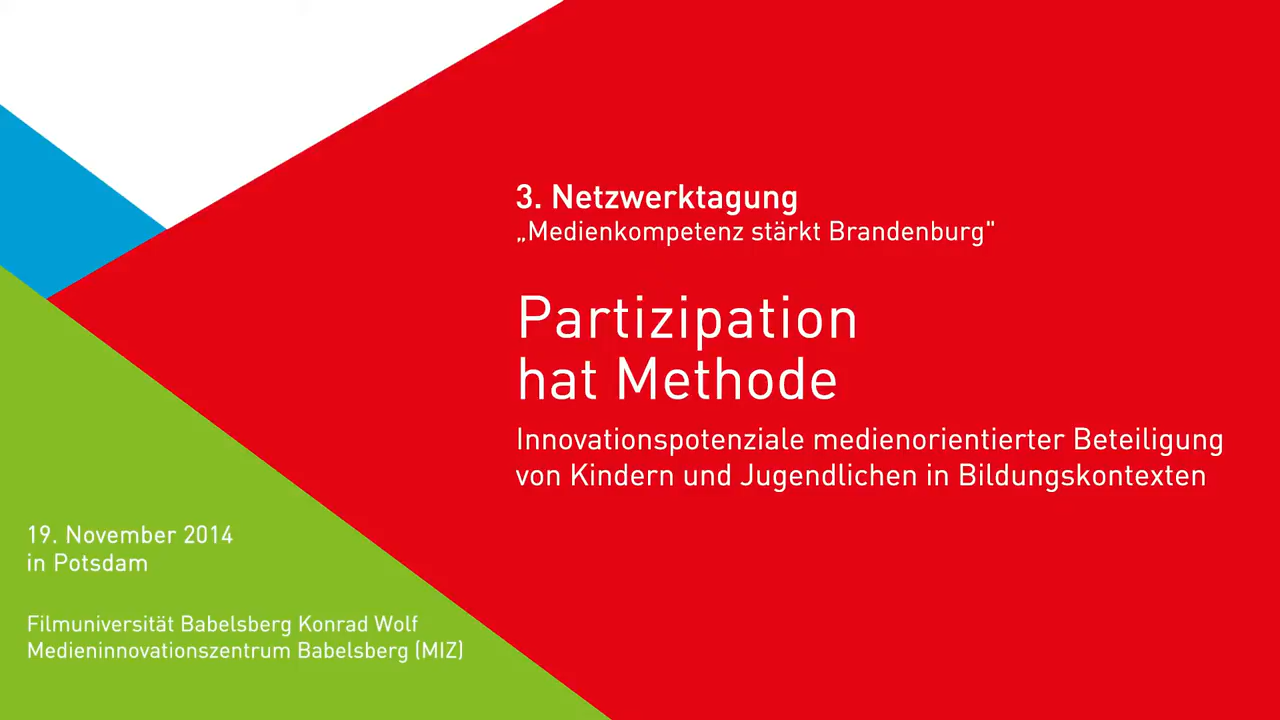 3. Netzwerktagung
„Medienkompetenz stärkt Brandenburg"
Partizipation
hat Methode
Innovationspotenziale medienorientierter Beteiligung
von Kindern und Jugendlichen in Bildungskontexten
19. November 2014
in Potsdam
Filmuniversität Babelsberg Konrad Wolf
Medieninnovationszentrum Babelsberg (MIZ)